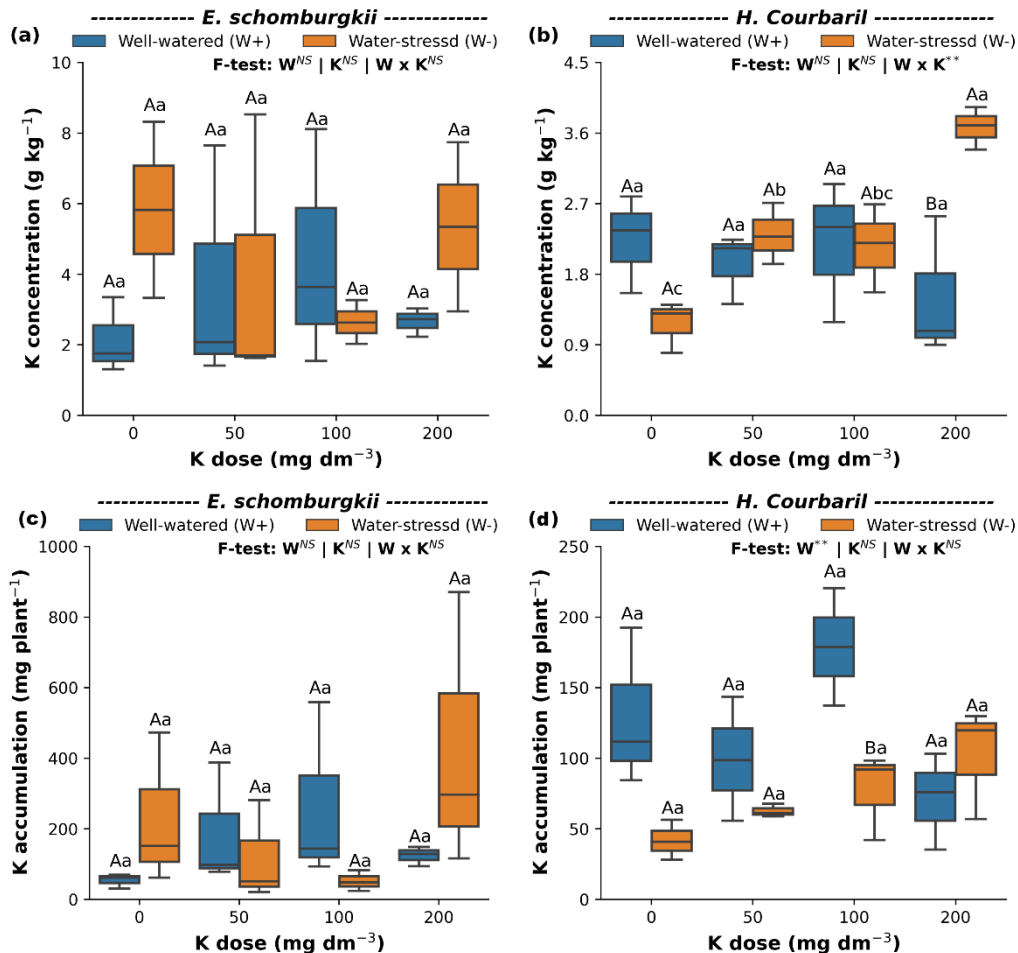 ------------ E. schomburgkii ------------
(a)
Well-watered (W+) Water-stressd (W-)
F-test: W^NS | K^NS | W x K^NS
K concentration (g kg⁻¹)
10
8
6
4
2
0
Aa Aa Aa Aa Aa Aa Aa Aa
0 50 100 200
K dose (mg dm⁻³)
------------- H. Courbaril -------------
(b)
Well-watered (W+) Water-stressd (W-)
F-test: W^NS | K^NS | W x K^**
K concentration (g kg⁻¹)
4.5
3.6
2.7
1.8
0.9
0.0
Aa Ac Aa Ab Aa Abc Ba Aa
0 50 100 200
K dose (mg dm⁻³)
------------ E. schomburgkii ------------
(c)
Well-watered (W+) Water-stressd (W-)
F-test: W^NS | K^NS | W x K^NS
K accumulation (mg plant⁻¹)
1000
800
600
400
200
0
Aa Aa Aa Aa Aa Aa Aa Aa
0 50 100 200
K dose (mg dm⁻³)
------------- H. Courbaril -------------
(d)
Well-watered (W+) Water-stressd (W-)
F-test: W^** | K^NS | W x K^NS
K accumulation (mg plant⁻¹)
250
200
150
100
50
0
Aa Aa Aa Aa Aa Ba Aa Aa
0 50 100 200
K dose (mg dm⁻³)